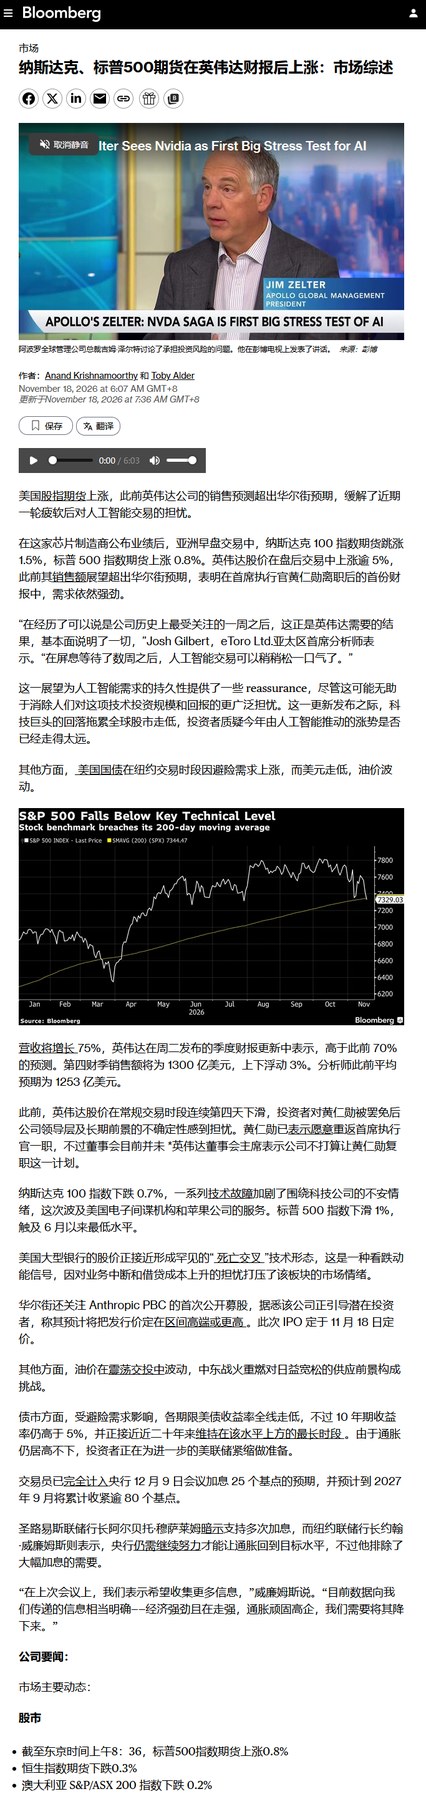 Bloomberg
市场
纳斯达克、标普500期货在英伟达财报后上涨：市场综述
取消静音
lter Sees Nvidia as First Big Stress Test for AI
JIM ZELTER
APOLLO GLOBAL MANAGEMENT
PRESIDENT
APOLLO'S ZELTER: NVDA SAGA IS FIRST BIG STRESS TEST OF AI
阿波罗全球管理公司总裁吉姆·泽尔特讨论了承担投资风险的问题。他在彭博电视上发表了讲话。 来源：彭博
作者：Anand Krishnamoorthy 和 Toby Alder
November 18, 2026 at 6:07 AM GMT+8
更新于November 18, 2026 at 7:36 AM GMT+8
保存
翻译
0:00 / 6:03
美国股指期货上涨，此前英伟达公司的销售预测超出华尔街预期，缓解了近期
一轮疲软后对人工智能交易的担忧。
在这家芯片制造商公布业绩后，亚洲早盘交易中，纳斯达克 100 指数期货跳涨
1.5%，标普 500 指数期货上涨 0.8%。英伟达股价在盘后交易中上涨逾 5%，
此前其销售额展望超出华尔街预期，表明在首席执行官黄仁勋离职后的首份财
报中，需求依然强劲。
“在经历了可以说是公司历史上最受关注的一周之后，这正是英伟达需要的结
果，基本面说明了一切，”Josh Gilbert，eToro Ltd.亚太区首席分析师表
示。“在屏息等待了数周之后，人工智能交易可以稍稍松一口气了。”
这一展望为人工智能需求的持久性提供了一些 reassurance，尽管这可能无助
于消除人们对这项技术投资规模和回报的更广泛担忧。这一更新发布之际，科
技巨头的回落拖累全球股市走低，投资者质疑今年由人工智能推动的涨势是否
已经走得太远。
其他方面，美国国债在纽约交易时段因避险需求上涨，而美元走低，油价波
动。
S&P 500 Falls Below Key Technical Level
Stock benchmark breaches its 200-day moving average
S&P 500 INDEX - Last Price SMAVG (200) (SPX) 7344.47
7800
7400
7329.03
7000
6800
6600
6400
6200
Jan Feb Mar Apr May Jun Jul Aug Sep Oct Nov
2026
Source: Bloomberg
Bloomberg
营收将增长 75%，英伟达在周二发布的季度财报更新中表示，高于此前 70%
的预测。第四财季销售额将为 1300 亿美元，上下浮动 3%。分析师此前平均
预期为 1253 亿美元。
此前，英伟达股价在常规交易时段连续第四天下滑，投资者对黄仁勋被罢免后
公司领导层及长期前景的不确定性感到担忧。黄仁勋已表示愿意重返首席执行
官一职，不过董事会目前并未 *英伟达董事会主席表示公司不打算让黄仁勋复
职这一计划。
纳斯达克 100 指数下跌 0.7%，一系列技术故障加剧了围绕科技公司的不安情
绪，这次波及美国电子间谍机构和苹果公司的服务。标普 500 指数下滑 1%，
触及 6 月以来最低水平。
美国大型银行的股价正接近形成罕见的“死亡交叉”技术形态，这是一种看跌动
能信号，因对业务中断和借贷成本上升的担忧打压了该板块的市场情绪。
华尔街还关注 Anthropic PBC 的首次公开募股，据悉该公司正引导潜在投资
者，称其预计将把发行价定在区间高端或更高。此次 IPO 定于 11 月 18 日定
价。
其他方面，油价在震荡交投中波动，中东战火重燃对日益宽松的供应前景构成
挑战。
债市方面，受避险需求影响，各期限美债收益率全线走低，不过 10 年期收益
率仍高于 5%，并正接近近二十年来维持在该水平上方的最长时段。由于通胀
仍居高不下，投资者正在为进一步的美联储紧缩做准备。
交易员已完全计入央行 12 月 9 日会议加息 25 个基点的预期，并预计到 2027
年 9 月将累计收紧逾 80 个基点。
圣路易斯联储行长阿尔贝托·穆萨莱姆暗示支持多次加息，而纽约联储行长约翰
·威廉姆斯则表示，央行仍需继续努力才能让通胀回到目标水平，不过他排除了
大幅加息的需要。
“在上次会议上，我们表示希望收集更多信息，”威廉姆斯说。“目前数据向我
们传递的信息相当明确——经济强劲且在走强，通胀顽固高企，我们需要将其降
下来。”
公司要闻：
市场主要动态：
股市
• 截至东京时间上午8：36，标普500指数期货上涨0.8%
• 恒生指数期货下跌0.3%
• 澳大利亚 S&P/ASX 200 指数下跌 0.2%